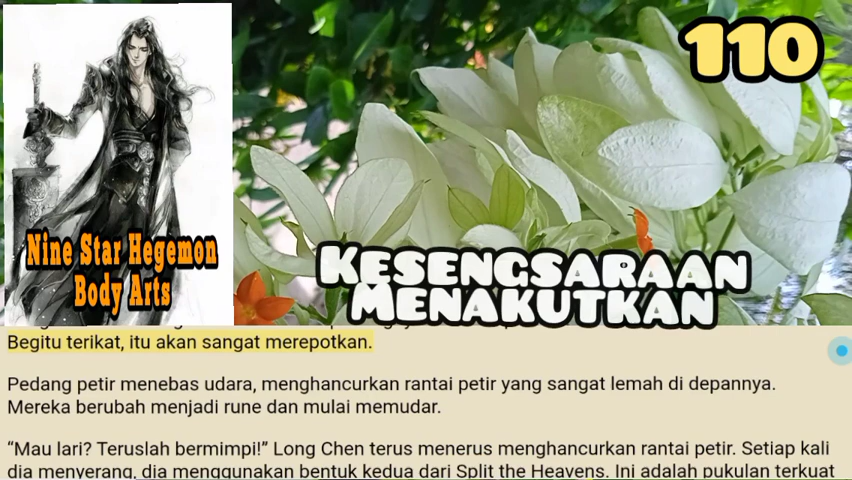 110
Nine Star Hegemon
Body Arts
Kesengsaraan
Menakutkan
Begitu terikat, itu akan sangat merepotkan.
Pedang petir menebas udara, menghancurkan rantai petir yang sangat lemah di depannya.
Mereka berubah menjadi rune dan mulai memudar.
“Mau lari? Teruslah bermimpi!” Long Chen terus menerus menghancurkan rantai petir. Setiap kali
dia menyerang, dia menggunakan bentuk kedua dari Split the Heavens. Ini adalah pukulan terkuat